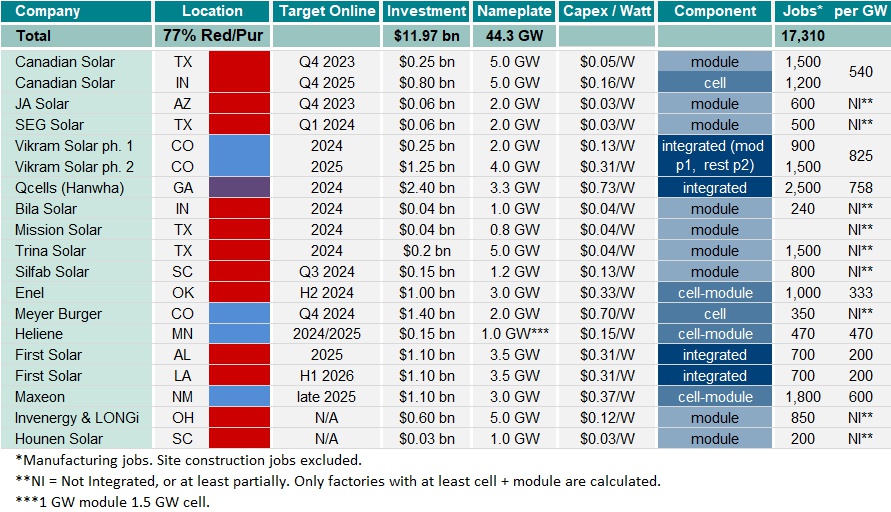 Company Location Target Online Investment Nameplate Capex / Watt Component Jobs* per GW
Total 77% Red/Pur $11.97 bn 44.3 GW 17,310
Canadian Solar TX Q4 2023 $0.25 bn 5.0 GW $0.05/W module 1,500 540
Canadian Solar IN Q4 2025 $0.80 bn 5.0 GW $0.16/W cell 1,200
JA Solar AZ Q4 2023 $0.06 bn 2.0 GW $0.03/W module 600 NI**
SEG Solar TX Q1 2024 $0.06 bn 2.0 GW $0.03/W module 500 NI**
Vikram Solar ph. 1 CO 2024 $0.25 bn 2.0 GW $0.13/W integrated (mod 900 825
Vikram Solar ph. 2 CO 2025 $1.25 bn 4.0 GW $0.31/W p1, rest p2) 1,500
Qcells (Hanwha) GA 2024 $2.40 bn 3.3 GW $0.73/W integrated 2,500 758
Bila Solar IN 2024 $0.04 bn 1.0 GW $0.04/W module 240 NI**
Mission Solar TX 2024 $0.04 bn 0.8 GW $0.04/W module NI**
Trina Solar TX 2024 $0.2 bn 5.0 GW $0.04/W module 1,500 NI**
Silfab Solar SC Q3 2024 $0.15 bn 1.2 GW $0.13/W module 800 NI**
Enel OK H2 2024 $1.00 bn 3.0 GW $0.33/W cell-module 1,000 333
Meyer Burger CO Q4 2024 $1.40 bn 2.0 GW $0.70/W cell 350 NI**
Heliene MN 2024/2025 $0.15 bn 1.0 GW*** $0.15/W cell-module 470 470
First Solar AL 2025 $1.10 bn 3.5 GW $0.31/W integrated 700 200
First Solar LA H1 2026 $1.10 bn 3.5 GW $0.31/W integrated 700 200
Maxeon NM late 2025 $1.10 bn 3.0 GW $0.37/W cell-module 1,800 600
Invenergy & LONGi OH N/A $0.60 bn 5.0 GW $0.12/W module 850 NI**
Hounen Solar SC N/A $0.03 bn 1.0 GW $0.03/W module 200 NI**
*Manufacturing jobs. Site construction jobs excluded.
**NI = Not Integrated, or at least partially. Only factories with at least cell + module are calculated.
***1 GW module 1.5 GW cell.